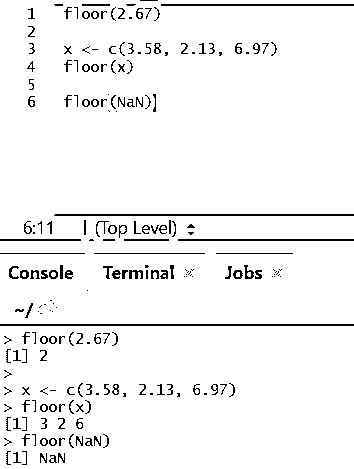 1 floor(2.67)
2
3 x <- c(3.58, 2.13, 6.97)
4 floor(x)
5
6 floor(NaN)
6:11 (Top Level)
Console Terminal × Jobs ×
~/
> floor(2.67)
[1] 2
>
> x <- c(3.58, 2.13, 6.97)
> floor(x)
[1] 3 2 6
> floor(NaN)
[1] NaN